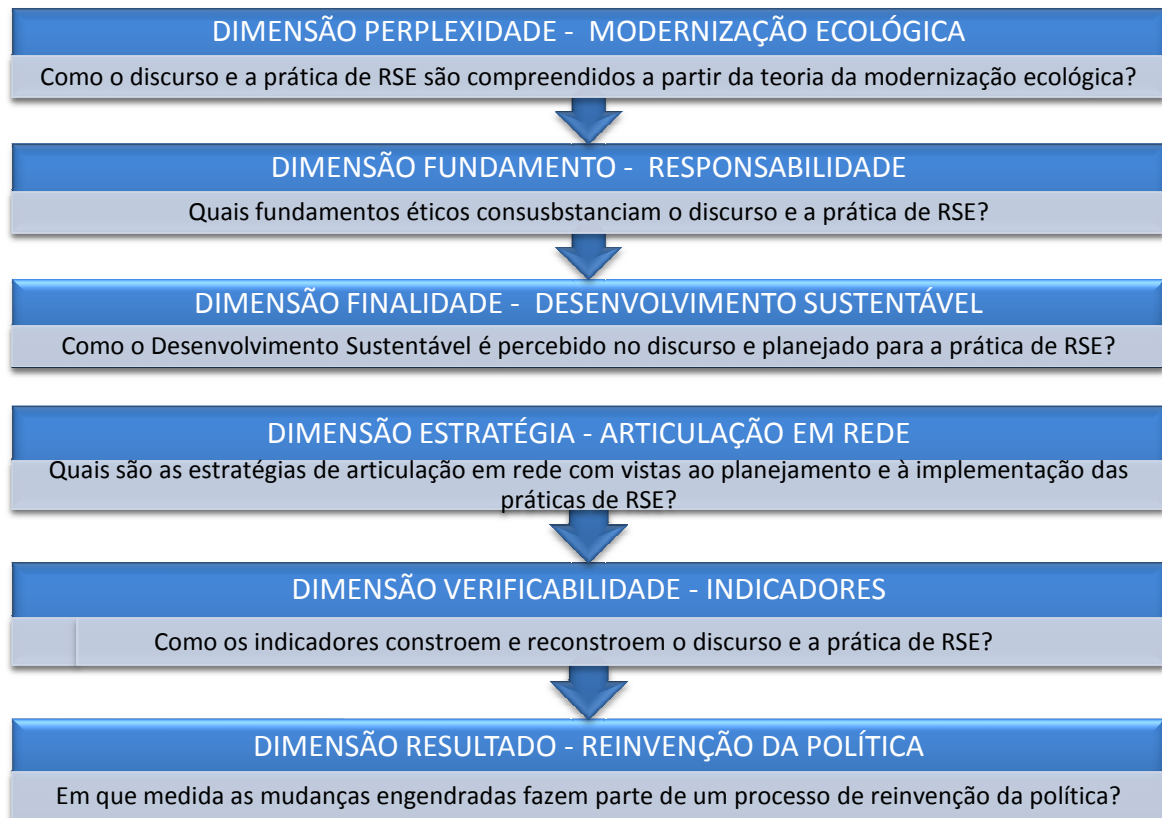 DIMENSÃO PERPLEXIDADE - MODERNIZAÇÃO ECOLÓGICA
Como o discurso e a prática de RSE são compreendidos a partir da teoria da modernização ecológica?
DIMENSÃO FUNDAMENTO - RESPONSABILIDADE
Quais fundamentos éticos consusbstanciam o discurso e a prática de RSE?
DIMENSÃO FINALIDADE - DESENVOLVIMENTO SUSTENTÁVEL
Como o Desenvolvimento Sustentável é percebido no discurso e planejado para a prática de RSE?
DIMENSÃO ESTRATÉGIA - ARTICULAÇÃO EM REDE
Quais são as estratégias de articulação em rede com vistas ao planejamento e à implementação das
práticas de RSE?
DIMENSÃO VERIFICABILIDADE - INDICADORES
Como os indicadores constroem e reconstroem o discurso e a prática de RSE?
DIMENSÃO RESULTADO - REINVENÇÃO DA POLÍTICA
Em que medida as mudanças engendradas fazem parte de um processo de reinvenção da política?